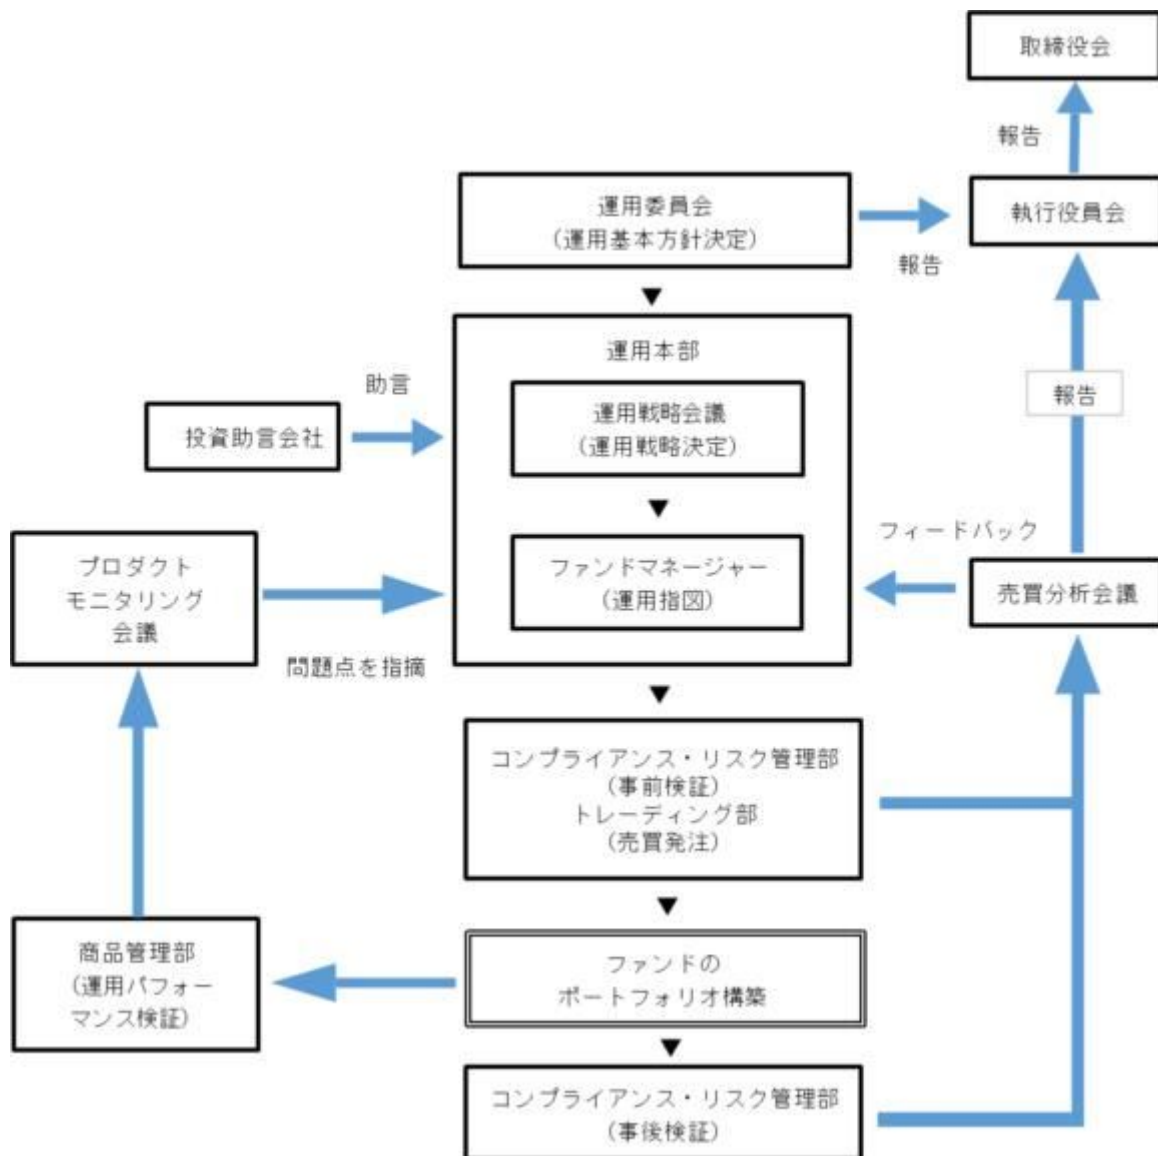 取締役会
報告
運用委員会
(運用基本方針決定)
執行役員会
報告
運用本部
助言
運用戦略会議
(運用戦略決定)
報告
投資助言会社
フィードバック
プロダクト
モニタリング
会議
ファンドマネージャー
(運用指図)
売買分析会議
問題点を指摘
コンプライアンス・リスク管理部
(事前検証)
トレーディング部
(売買発注)
商品管理部
(運用パフォー
マンス検証)
ファンドの
ポートフォリオ構築
コンプライアンス・リスク管理部
(事後検証)